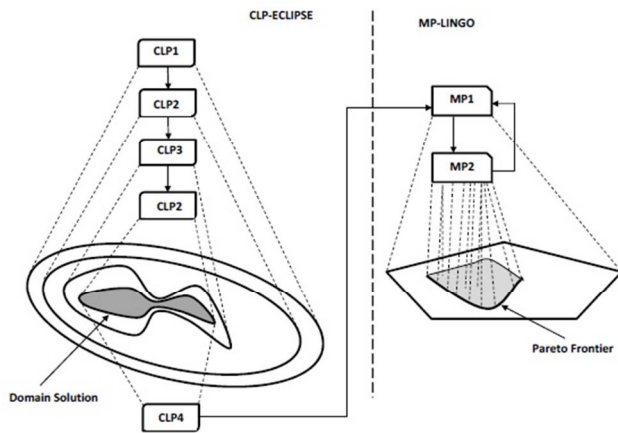 CLP-ECLIPSE
MP-LINGO
CLP1
CLP2
CLP3
CLP2
MP1
MP2
Domain Solution
Pareto Frontier
CLP4